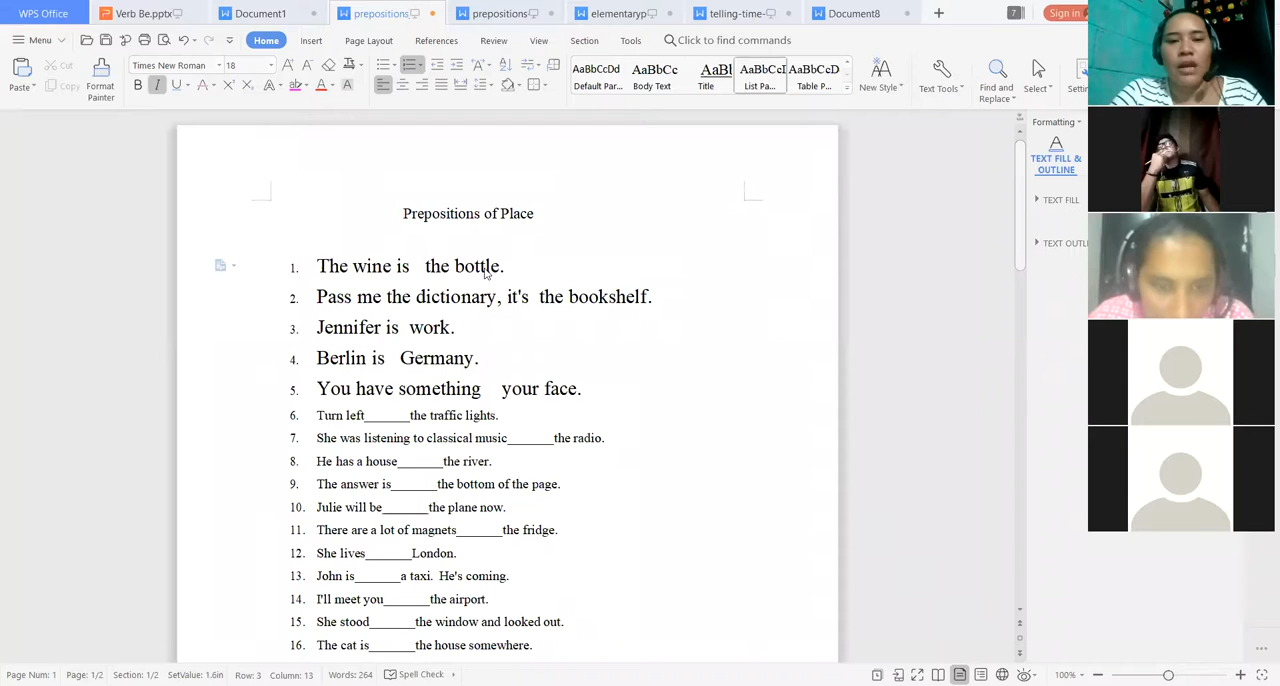 WPS Office
Verb Be.pptx
Document1
prepositions
prepositions
elementaryp
telling-time-
Document8
7
Sign in
Menu
Home
Insert
Page Layout
References
Review
View
Section
Tools
Click to find commands
Paste
Cut
Copy
Format Painter
Times New Roman
18
B I U
AaBbCcDd
Default Par...
AaBbCc
Body Text
AaBl
Title
AaBbCcI
List Pa...
AaBbCcD
Table P...
New Style
Text Tools
Find and Replace
Select
Formatting
TEXT FILL & OUTLINE
TEXT FILL
Prepositions of Place
1. The wine is the bottle.
2. Pass me the dictionary, it's the bookshelf.
3. Jennifer is work.
4. Berlin is Germany.
5. You have something your face.
6. Turn left_______the traffic lights.
7. She was listening to classical music_______the radio.
8. He has a house_______the river.
9. The answer is_______the bottom of the page.
10. Julie will be_______the plane now.
11. There are a lot of magnets_______the fridge.
12. She lives_______London.
13. John is_______a taxi. He's coming.
14. I'll meet you_______the airport.
15. She stood_______the window and looked out.
16. The cat is_______the house somewhere.
Page Num: 1 Page: 1/2 Section: 1/2 SetValue: 1.6in Row: 3 Column: 13 Words: 264 Spell Check 100%